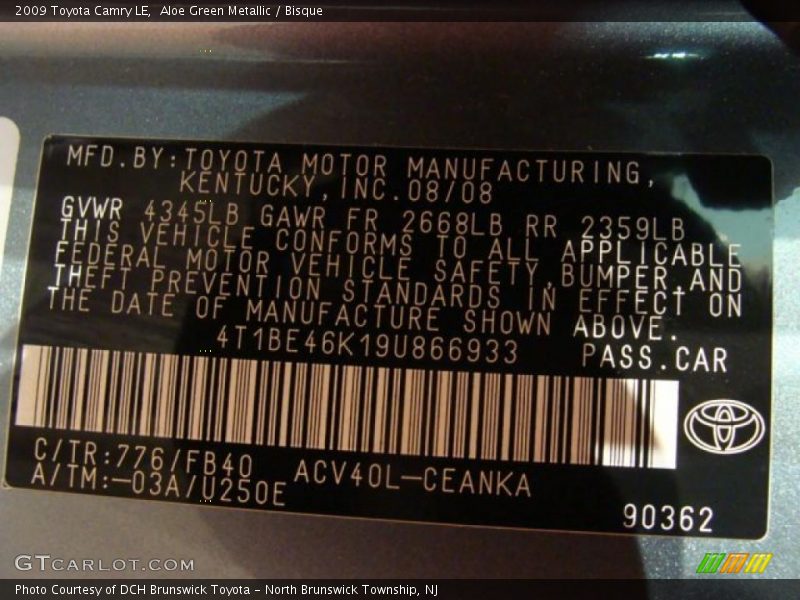 2009 Toyota Camry LE, Aloe Green Metallic / Bisque
MFD.BY:TOYOTA MOTOR MANUFACTURING,
KENTUCKY,INC.08/08
GVWR 4345LB GAWR FR 2668LB RR 2359LB
THIS VEHICLE CONFORMS TO ALL APPLICABLE
FEDERAL MOTOR VEHICLE SAFETY,BUMPER,AND
THEFT PREVENTION STANDARDS IN EFFECT ON
THE DATE OF MANUFACTURE SHOWN ABOVE.
4T1BE46K19U866933 PASS.CAR
C/TR:776/FB40 ACV40L-CEANKA
A/TM:-03A/U250E
90362
GTCARLOT.COM
Photo Courtesy of DCH Brunswick Toyota - North Brunswick Township, NJ